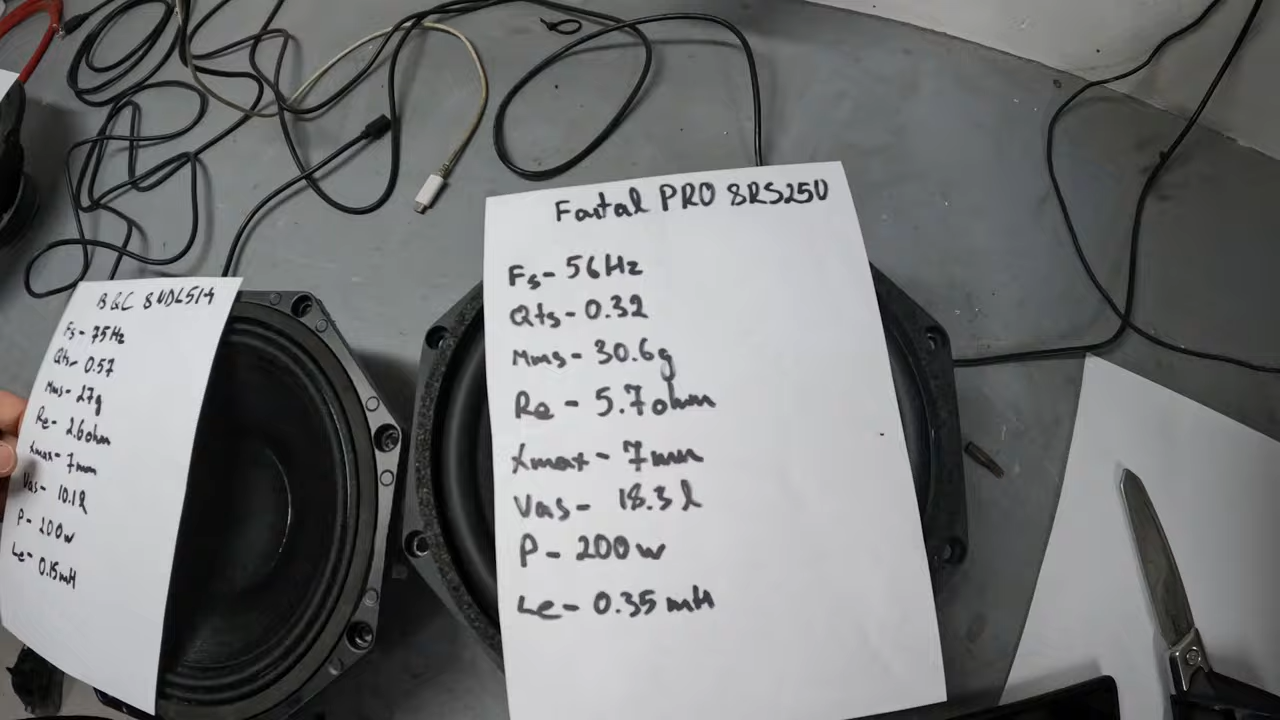 B&C 8NDL51
Fs - 75Hz
Qts - 0.57
Mms - 27g
Re - 2.6ohm
Xmax - 7mm
Vas - 10.1l
P - 200w
Le - 0.15mH
Faital PRO 8RS250
Fs - 56Hz
Qts - 0.32
Mms - 30.6g
Re - 5.7ohm
Xmax - 7mm
Vas - 18.3l
P - 200w
Le - 0.35mH